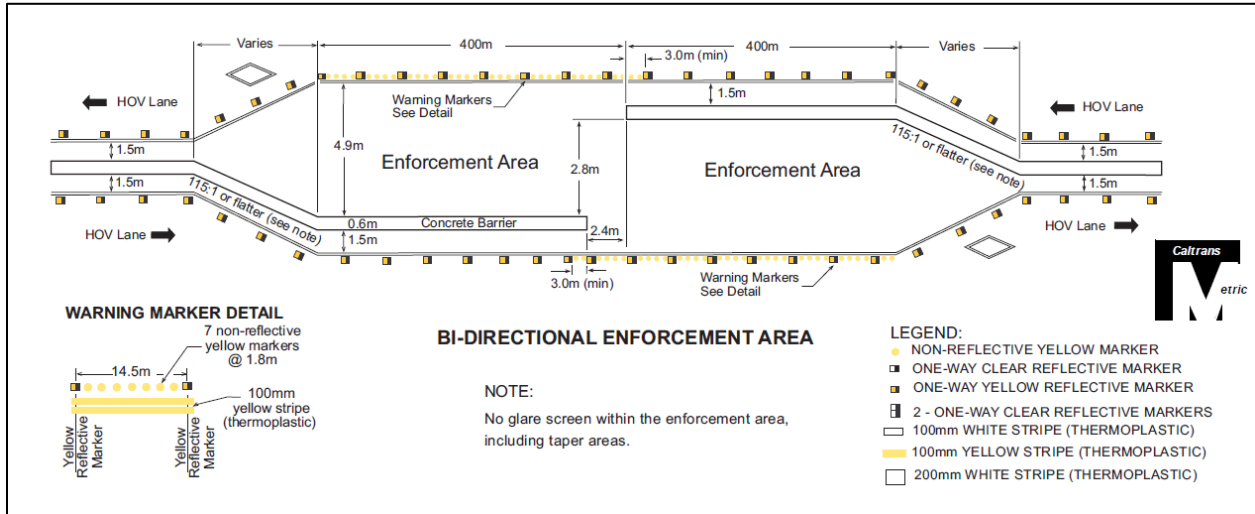 Varies
400m
400m
Varies
3.0m (min)
HOV Lane
Warning Markers
See Detail
1.5m
HOV Lane
1.5m
4.9m
Enforcement Area
2.8m
Enforcement Area
115:1 or flatter (see note)
1.5m
1.5m
115:1 or flatter (see note)
1.5m
HOV Lane
0.6m
Concrete Barrier
1.5m
2.4m
HOV Lane
3.0m (min)
Warning Markers
See Detail
Caltrans
Metric
WARNING MARKER DETAIL
7 non-reflective
yellow markers
@ 1.8m
14.5m
100mm
yellow stripe
(thermoplastic)
Yellow
Reflective
Marker
Yellow
Reflective
Marker
BI-DIRECTIONAL ENFORCEMENT AREA
NOTE:
No glare screen within the enforcement area,
including taper areas.
LEGEND:
NON-REFLECTIVE YELLOW MARKER
ONE-WAY CLEAR REFLECTIVE MARKER
ONE-WAY YELLOW REFLECTIVE MARKER
2 - ONE-WAY CLEAR REFLECTIVE MARKERS
100mm WHITE STRIPE (THERMOPLASTIC)
100mm YELLOW STRIPE (THERMOPLASTIC)
200mm WHITE STRIPE (THERMOPLASTIC)